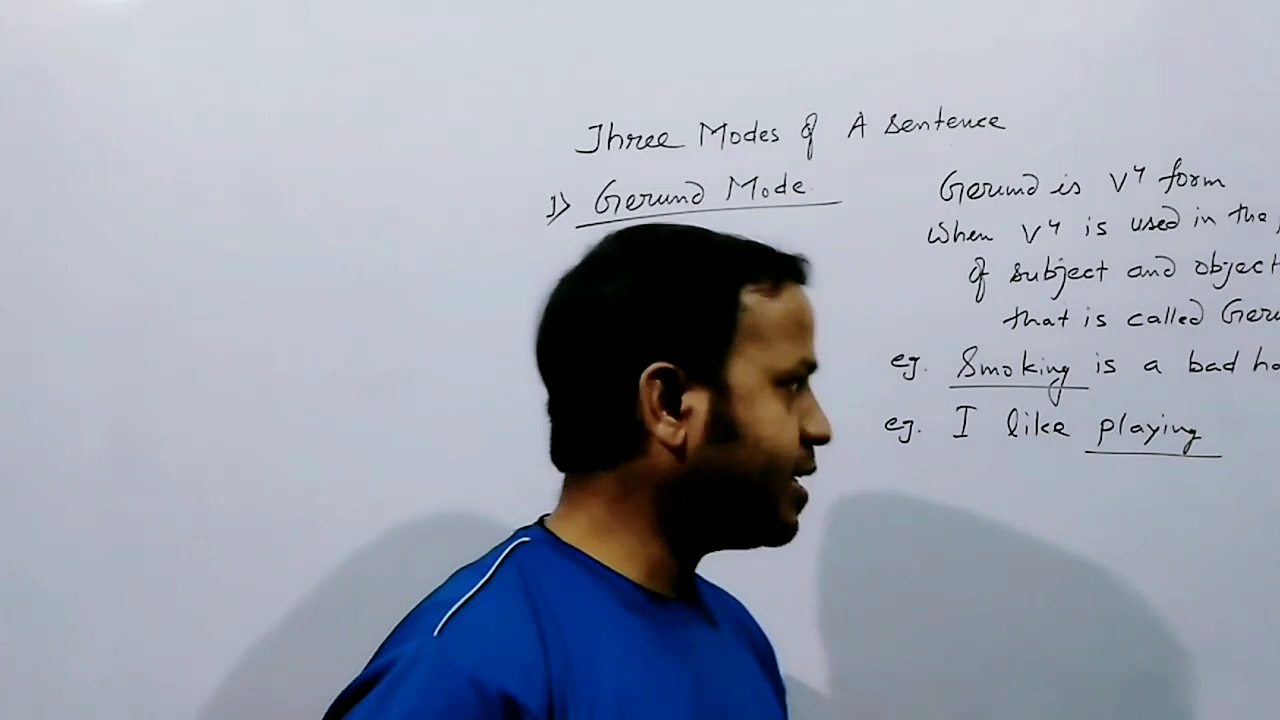 Three Modes of A sentence
1) Gerund Mode.
Gerund is V4 form
When V4 is used in the
of subject and object
that is called
eg. Smoking is a bad
eg. I like playing